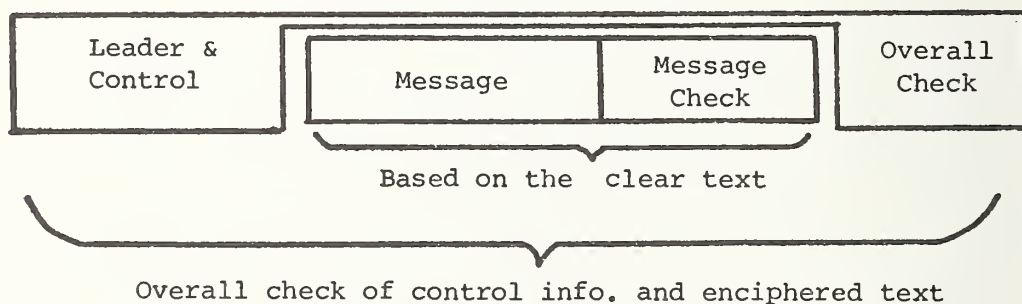 Leader &
Control
Message
Message
Check
Overall
Check
Based on the clear text
Overall check of control info. and enciphered text